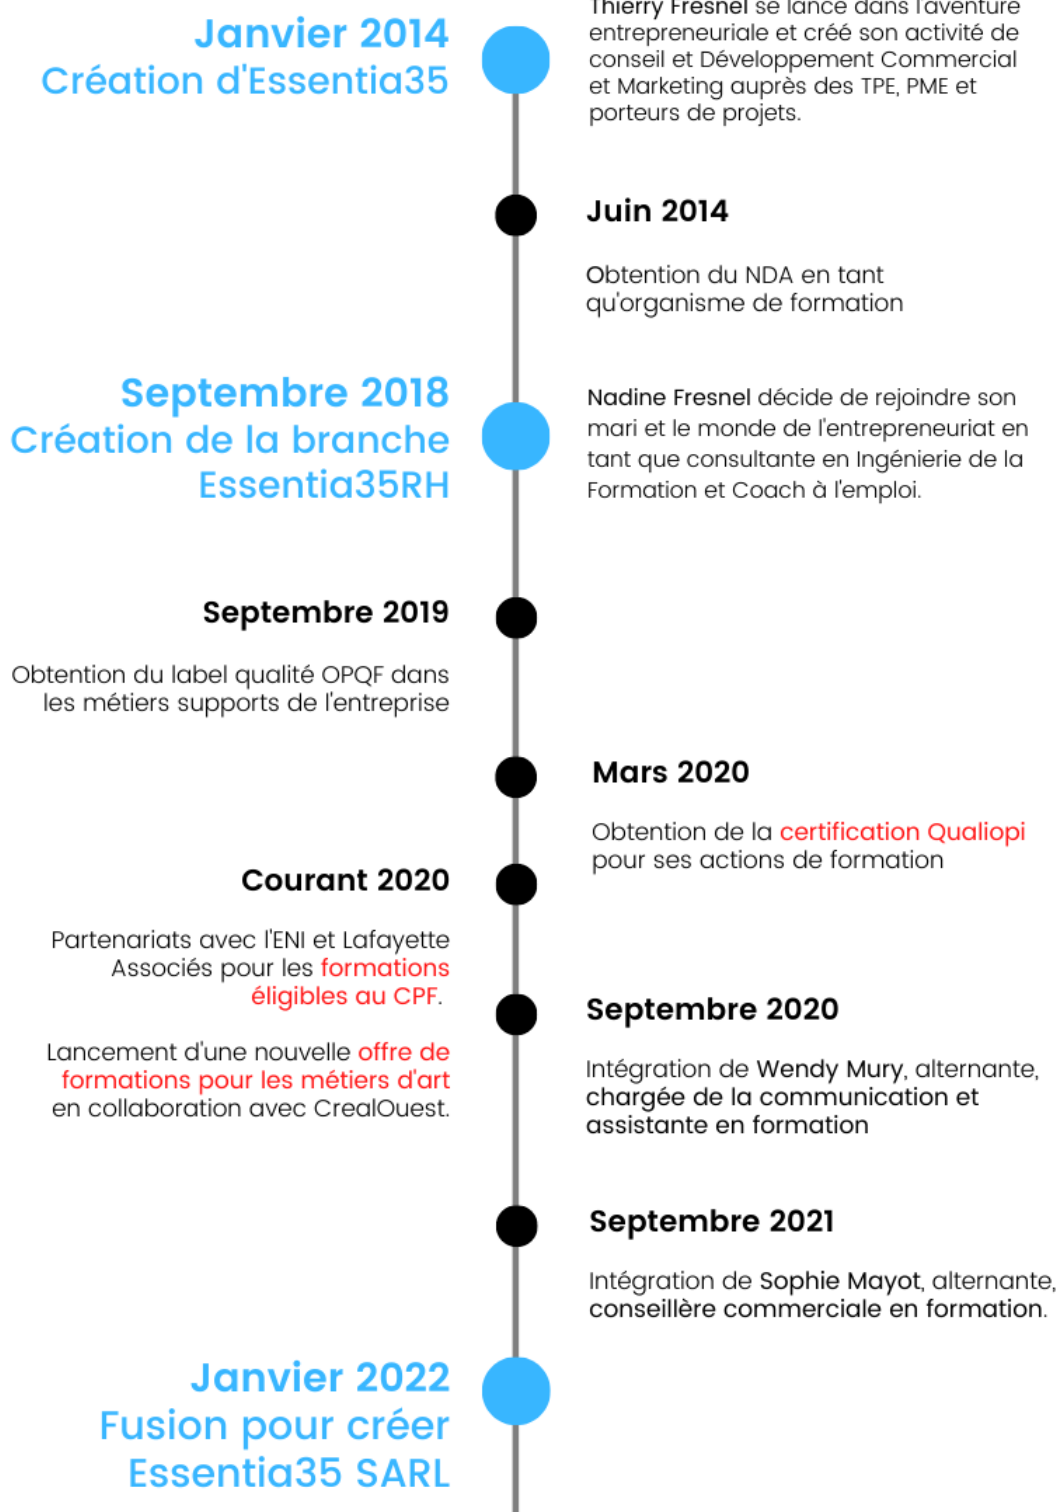 Janvier 2014
Création d'Essentia35
Thierry Fresnel se lance dans l'aventure
entrepreneuriale et créé son activité de
conseil et Développement Commercial
et Marketing auprès des TPE, PME et
porteurs de projets.
Juin 2014
Obtention du NDA en tant
qu'organisme de formation
Septembre 2018
Création de la branche
Essentia35RH
Nadine Fresnel décide de rejoindre son
mari et le monde de l'entrepreneuriat en
tant que consultante en Ingénierie de la
Formation et Coach à l'emploi.
Septembre 2019
Obtention du label qualité OPQF dans
les métiers supports de l'entreprise
Mars 2020
Obtention de la certification Qualiopi
pour ses actions de formation
Courant 2020
Partenariats avec l'ENI et Lafayette
Associés pour les formations
éligibles au CPF.
Lancement d'une nouvelle offre de
formations pour les métiers d'art
en collaboration avec CrealOuest.
Septembre 2020
Intégration de Wendy Mury, alternante,
chargée de la communication et
assistante en formation
Septembre 2021
Intégration de Sophie Mayot, alternante,
conseillère commerciale en formation.
Janvier 2022
Fusion pour créer
Essentia35 SARL